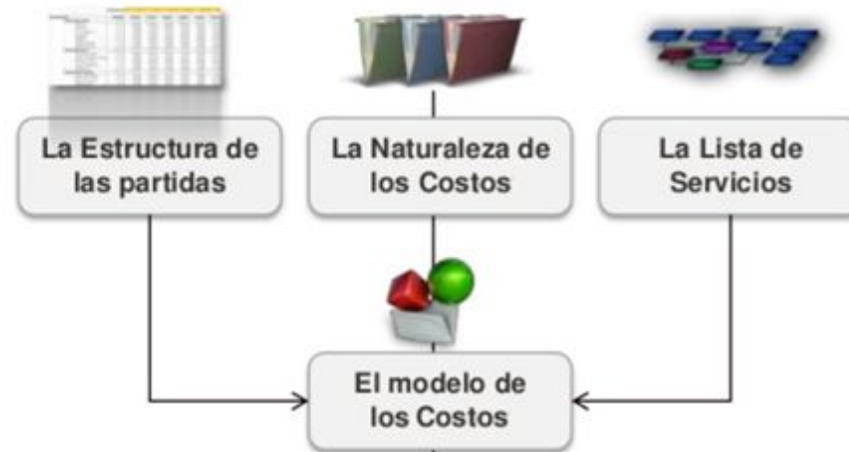 La Estructura de
las partidas
La Naturaleza de
los Costos
La Lista de
Servicios
El modelo de
los Costos